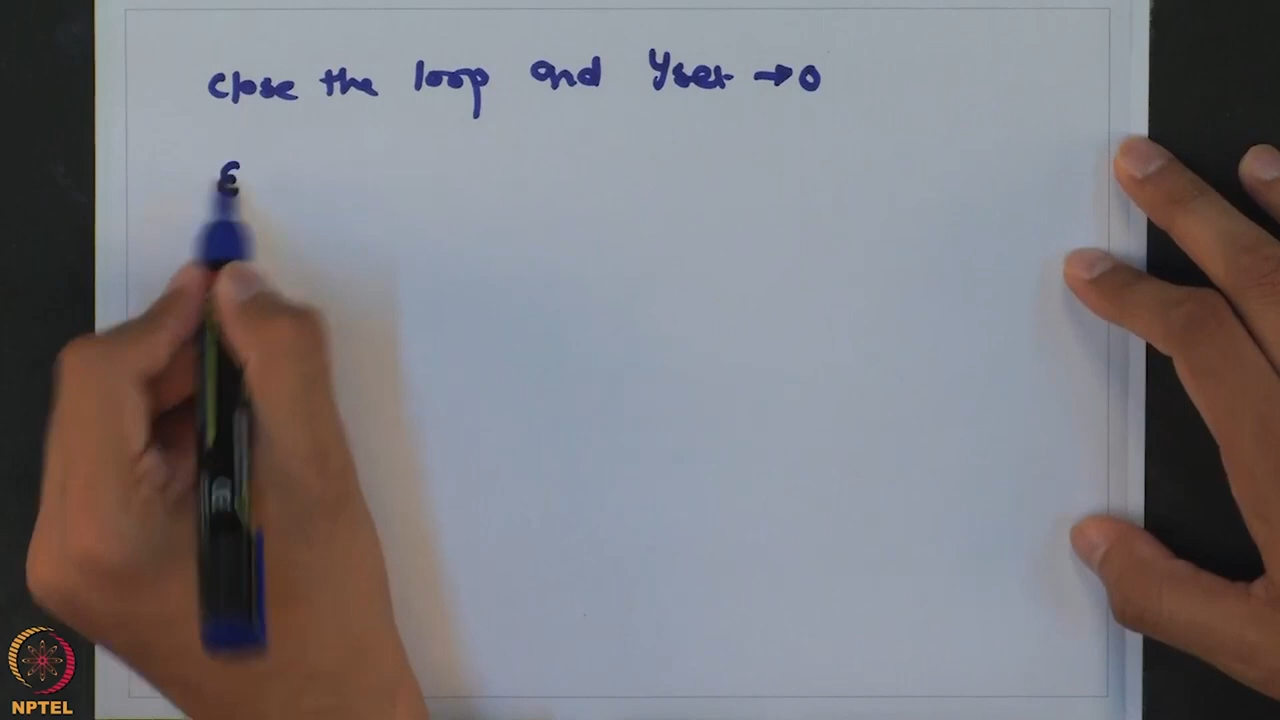 close the loop and Yset → 0
ε
NPTEL